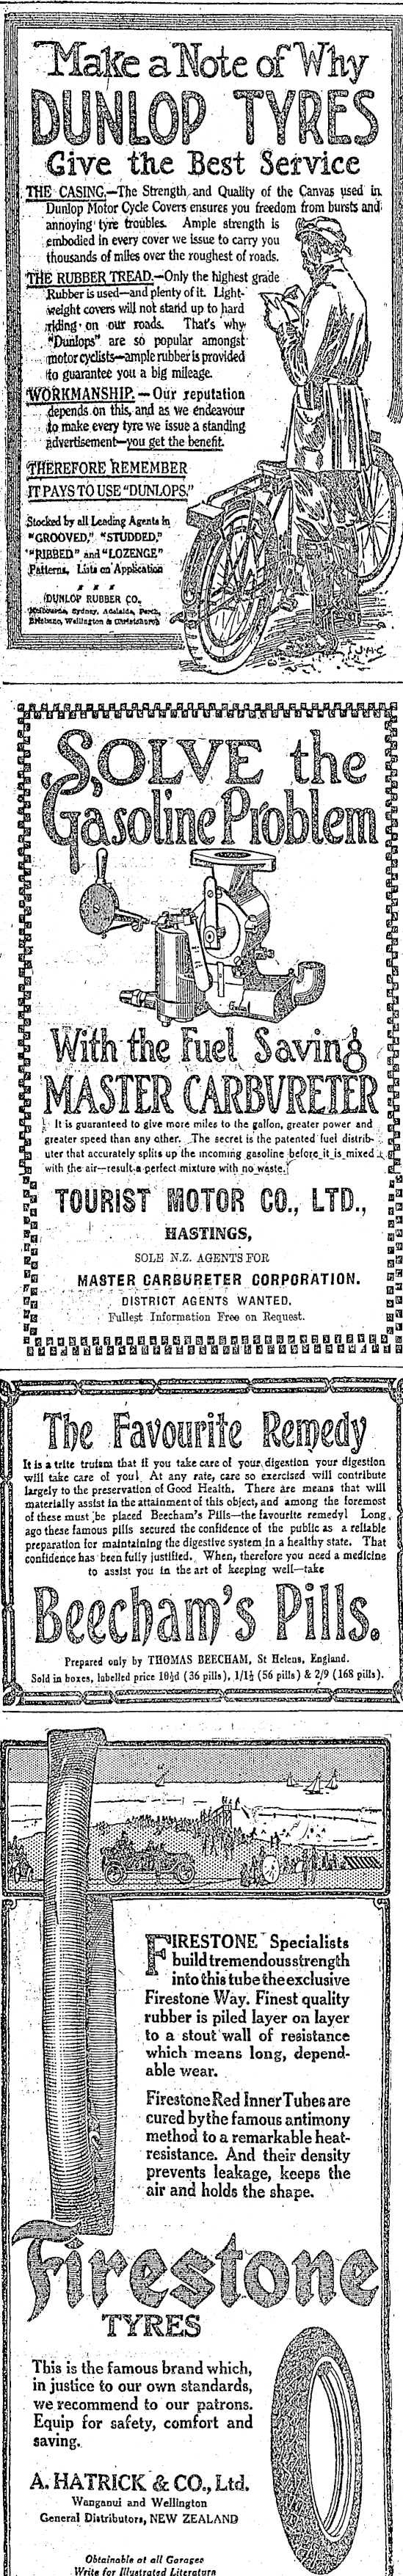 Make a Note of Why
DUNLOP TYRES
Give the Best Service
THE CASING.—The Strength and Quality of the Canvas used in
Dunlop Motor Cycle Covers ensures you freedom from bursts and
annoying tyre troubles. Ample strength is
embodied in every cover we issue to carry you
thousands of miles over the roughest of roads.
THE RUBBER TREAD.—Only the highest grade
Rubber is used—and plenty of it. Light-
weight covers will not stand up to hard
riding on our roads. That's why
"Dunlops" are so popular amongst
motor cyclists—ample rubber is provided
to guarantee you a big mileage.
WORKMANSHIP.—Our reputation
depends on this, and as we endeavour
to make every tyre we issue a standing
advertisement—you get the benefit.
THEREFORE REMEMBER
IT PAYS TO USE "DUNLOPS."
Stocked by all Leading Agents in
"GROOVED," "STUDDED,"
"RIBBED" and "LOZENGE"
Patterns, Lists on Application
DUNLOP RUBBER CO.
Melbourne, Sydney, Adelaide, Perth,
Brisbane, Wellington & Christchurch
SOLVE the
Gasoline Problem
With the Fuel Saving
MASTER CARBURETER
It is guaranteed to give more miles to the gallon, greater power and
greater speed than any other. The secret is the patented fuel distrib-
uter that accurately splits up the incoming gasoline before it is mixed
with the air—result a perfect mixture with no waste.
TOURIST MOTOR CO., LTD.,
HASTINGS,
SOLE N.Z. AGENTS FOR
MASTER CARBURETER CORPORATION.
DISTRICT AGENTS WANTED.
Fullest Information Free on Request.
The Favourite Remedy
It is a trite truism that if you take care of your digestion your digestion
will take care of you! At any rate, care so exercised will contribute
largely to the preservation of Good Health. There are means that will
materially assist in the attainment of this object, and among the foremost
of these must be placed Beecham's Pills—the favourite remedy! Long
ago these famous pills secured the confidence of the public as a reliable
preparation for maintaining the digestive system in a healthy state. That
confidence has been fully justified. When, therefore you need a medicine
to assist you in the art of keeping well—take
Beecham's Pills.
Prepared only by THOMAS BEECHAM, St Helens, England.
Sold in boxes, labelled price 10½d (36 pills), 1/1½ (56 pills) & 2/9 (168 pills).
FIRESTONE Specialists
build tremendous strength
into this tube the exclusive
Firestone Way. Finest quality
rubber is piled layer on layer
to a stout wall of resistance
which means long, depend-
able wear.
Firestone Red Inner Tubes are
cured by the famous antimony
method to a remarkable heat-
resistance. And their density
prevents leakage, keeps the
air and holds the shape.
Firestone
TYRES
This is the famous brand which,
in justice to our own standards,
we recommend to our patrons.
Equip for safety, comfort and
saving.
A. HATRICK & CO., Ltd.
Wanganui and Wellington
General Distributors, NEW ZEALAND
Obtainable at all Garages
Write for Illustrated Literature